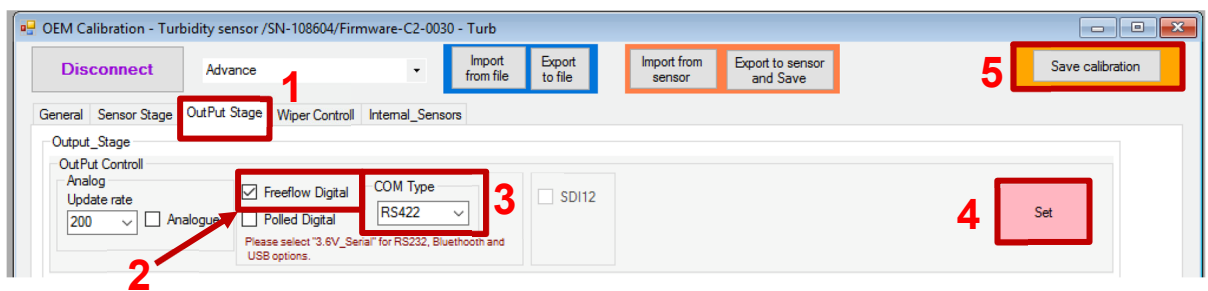 OEM Calibration - Turbidity sensor /SN-108604/Firmware-C2-0030 - Turb
Disconnect
Advance
1
Import from file
Export to file
Import from sensor
Export to sensor and Save
5
Save calibration
General
Sensor Stage
OutPut Stage
Wiper Controll
Internal_Sensors
Output_Stage
OutPut Controll
Analog
Update rate
200
Analogue
Freeflow Digital
Polled Digital
COM Type
RS422
3
Please select "3.6V_Serial" for RS232, Bluethooth and
USB options.
SDI12
4
Set
2